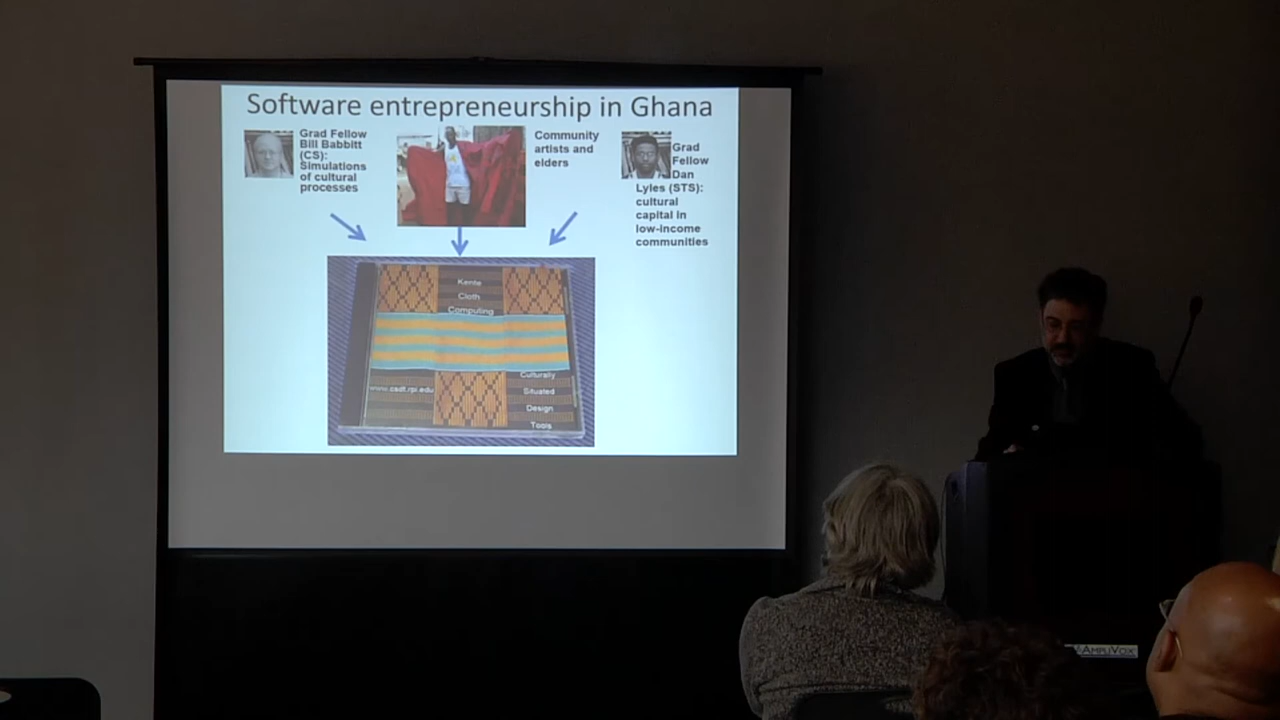 Software entrepreneurship in Ghana
Grad Fellow
Bill Babbitt
(CS):
Simulations
of cultural
processes
Community
artists and
elders
Grad
Fellow
Dan
Lyles (STS):
cultural
capital in
low-income
communities
Kente
Cloth
Computing
www.csdt.rpi.edu
Culturally
Situated
Design
Tools
AMPLIVOX